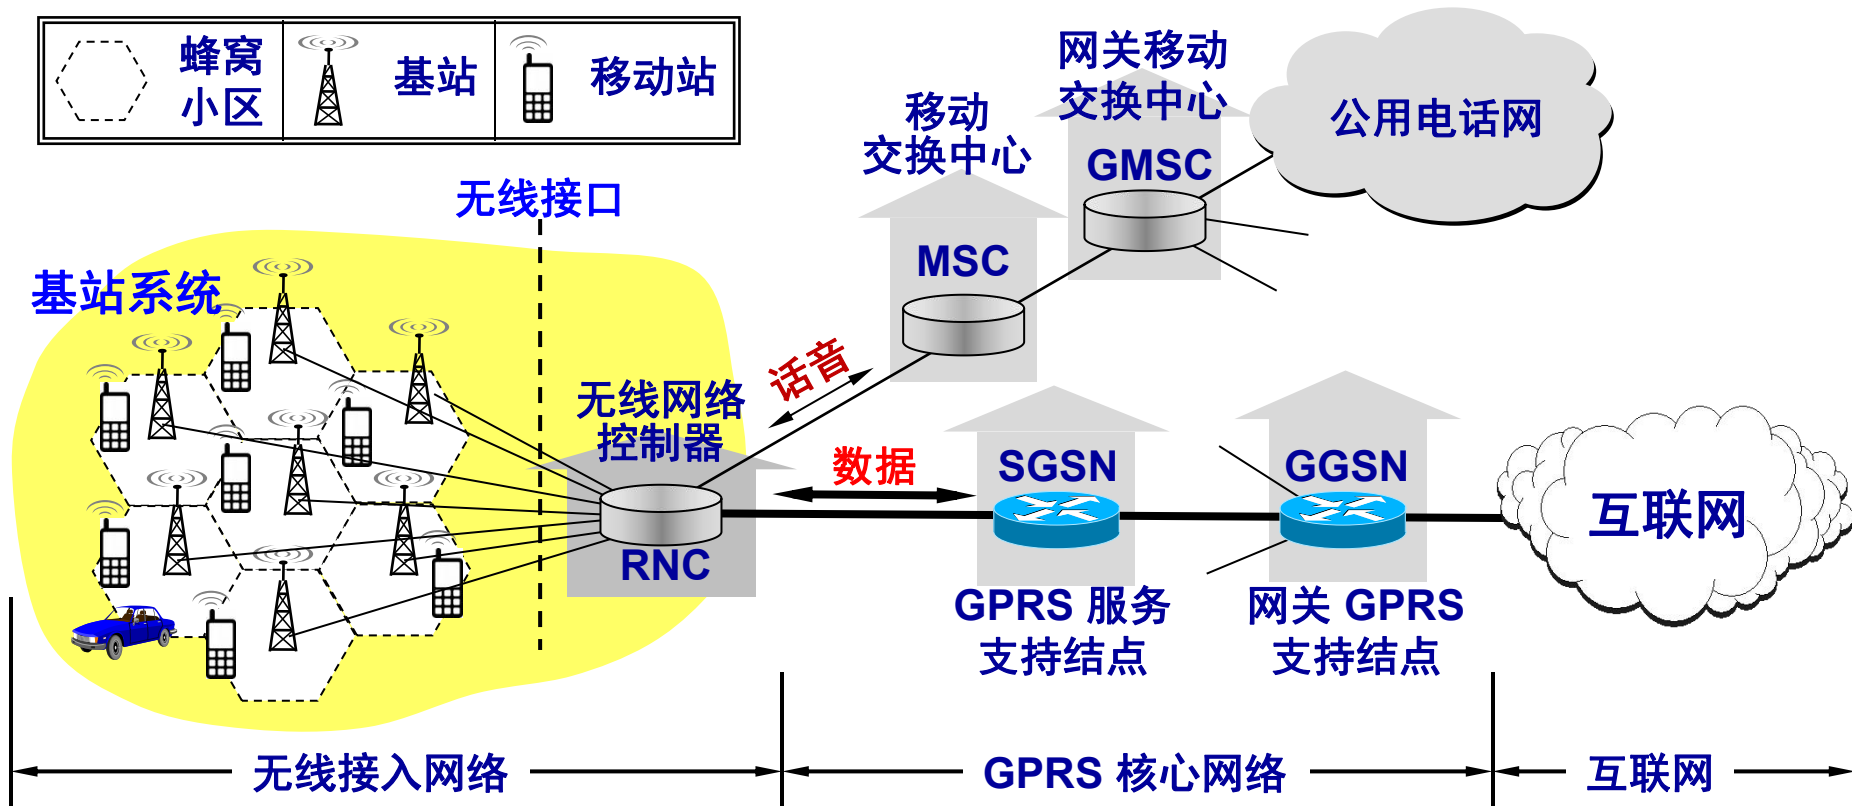 蜂窝
小区
基站
移动站
网关移动
交换中心
GMSC
公用电话网
移动
交换中心
MSC
无线接口
基站系统
话音
无线网络
控制器
RNC
数据
SGSN
GPRS 服务
支持结点
GGSN
网关 GPRS
支持结点
互联网
无线接入网络
GPRS 核心网络
互联网